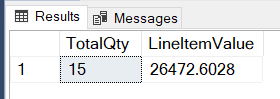 Results Messages
TotalQty LineItemValue
1 15 26472.6028